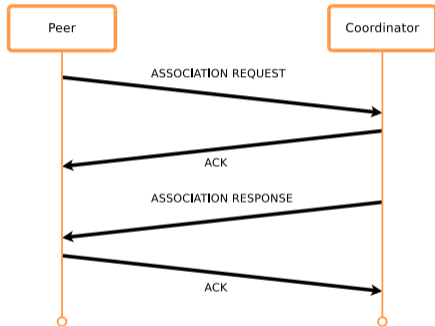 Peer
Coordinator
ASSOCIATION REQUEST
ACK
ASSOCIATION RESPONSE
ACK